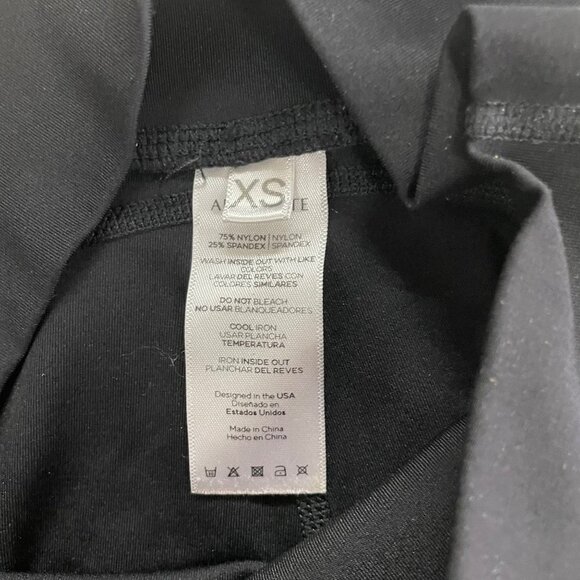 XS
75% NYLON | NYLON
25% SPANDEX | SPANDEX
WASH INSIDE OUT WITH LIKE
COLORS
LAVAR DEL REVES CON
COLORES SIMILARES
DO NOT BLEACH
NO USAR BLANQUEADORES
COOL IRON
USAR PLANCHA
TEMPERATURA
IRON INSIDE OUT
PLANCHAR DEL REVES
Designed in the USA
Diseñado en
Estados Unidos
Made in China
Hecho en China